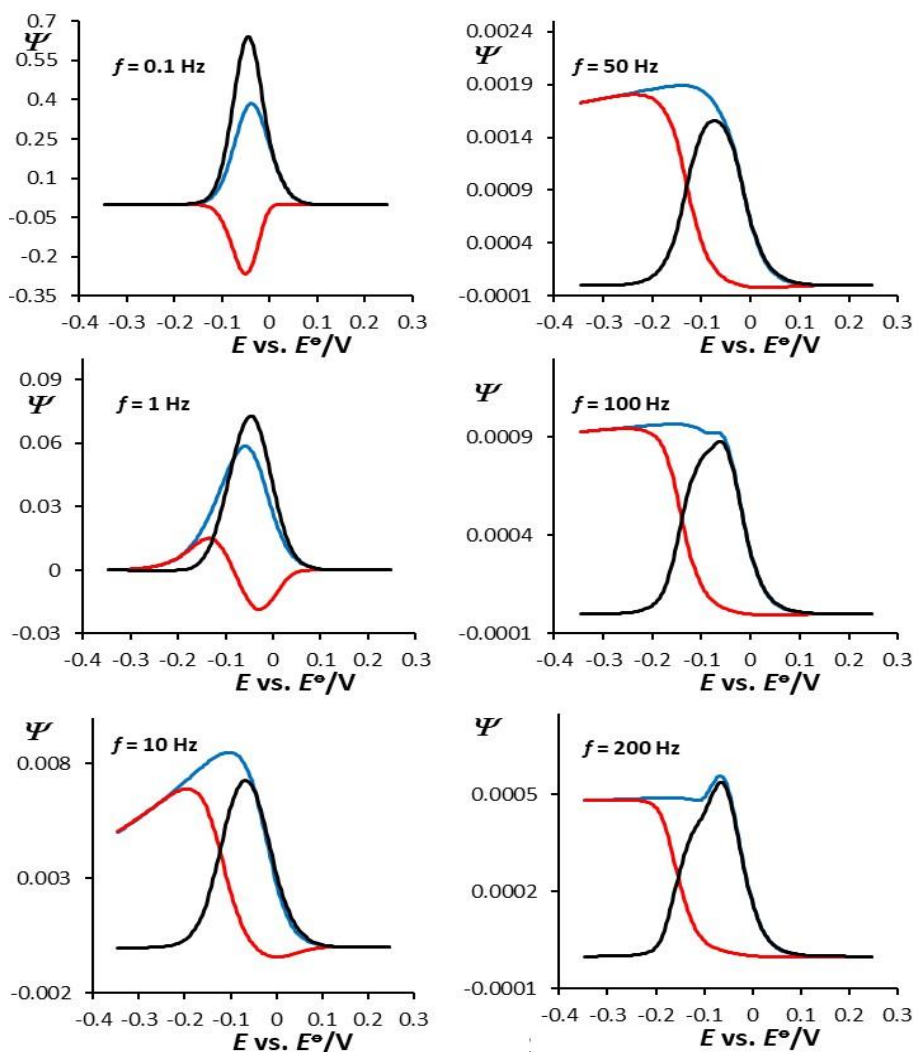 Ψ
f = 0.1 Hz
0.7
0.55
0.4
0.25
0.1
-0.05
-0.2
-0.35
-0.4 -0.3 -0.2 -0.1 0 0.1 0.2 0.3
E vs. E⊖/V
Ψ
f = 50 Hz
0.0024
0.0019
0.0014
0.0009
0.0004
-0.0001
-0.4 -0.3 -0.2 -0.1 0 0.1 0.2 0.3
E vs. E⊖/V
Ψ
f = 1 Hz
0.09
0.06
0.03
0
-0.03
-0.4 -0.3 -0.2 -0.1 0 0.1 0.2 0.3
E vs. E⊖/V
Ψ
f = 100 Hz
0.0009
0.0004
-0.0001
-0.4 -0.3 -0.2 -0.1 0 0.1 0.2 0.3
E vs. E⊖/V
Ψ
f = 10 Hz
0.008
0.003
-0.002
-0.4 -0.3 -0.2 -0.1 0 0.1 0.2 0.3
E vs. E⊖/V
Ψ
f = 200 Hz
0.0005
0.0002
-0.0001
-0.4 -0.3 -0.2 -0.1 0 0.1 0.2 0.3
E vs. E⊖/V